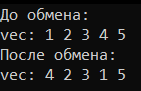 До обмена:
vec: 1 2 3 4 5
После обмена:
vec: 4 2 3 1 5